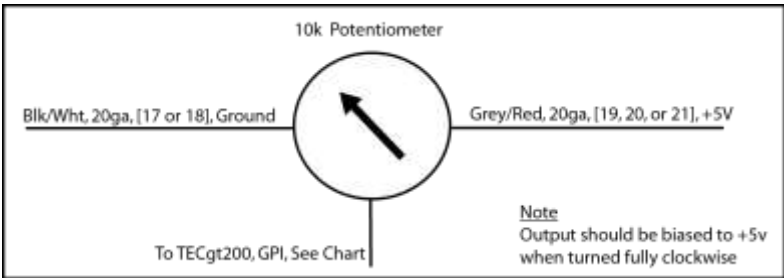 10k Potentiometer
Blk/Wht, 20ga, [17 or 18], Ground
Grey/Red, 20ga, [19, 20, or 21], +5V
To TECgt200, GPI, See Chart
Note
Output should be biased to +5v
when turned fully clockwise